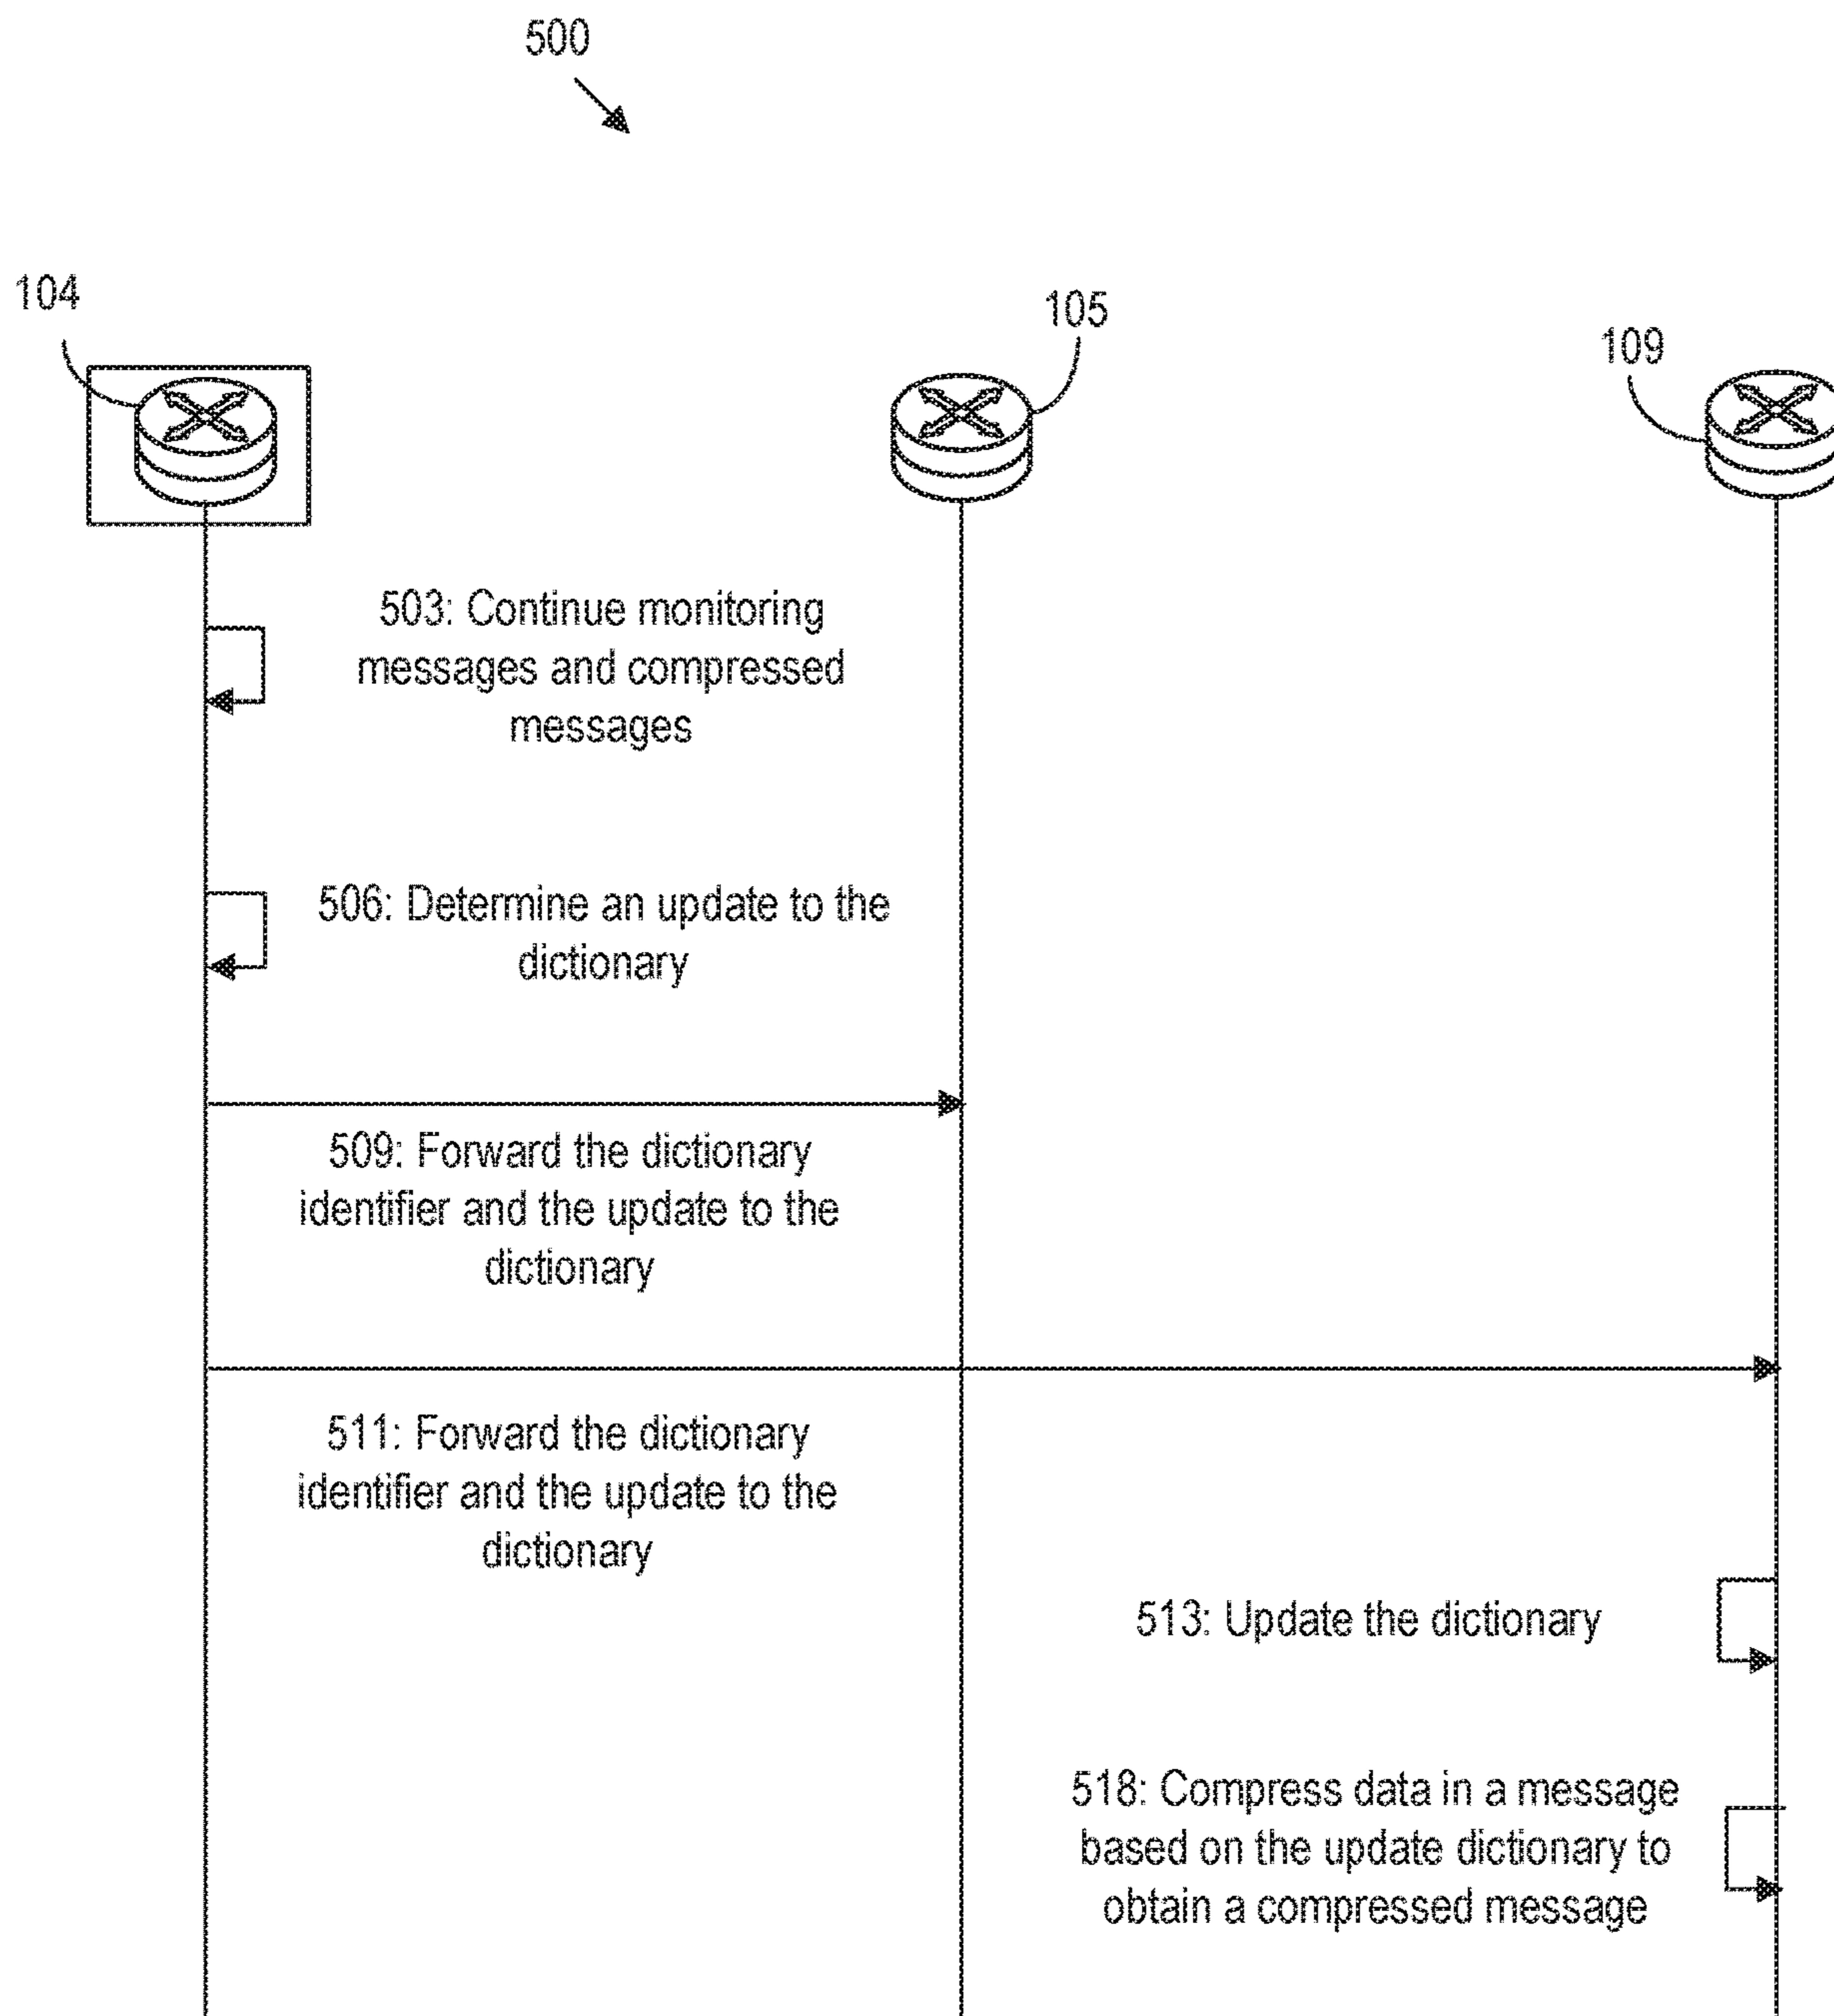 500
104
105
109
503: Continue monitoring
messages and compressed
messages
506: Determine an update to the
dictionary
509: Forward the dictionary
identifier and the update to the
dictionary
511: Forward the dictionary
identifier and the update to the
dictionary
513: Update the dictionary
518: Compress data in a message
based on the update dictionary to
obtain a compressed message